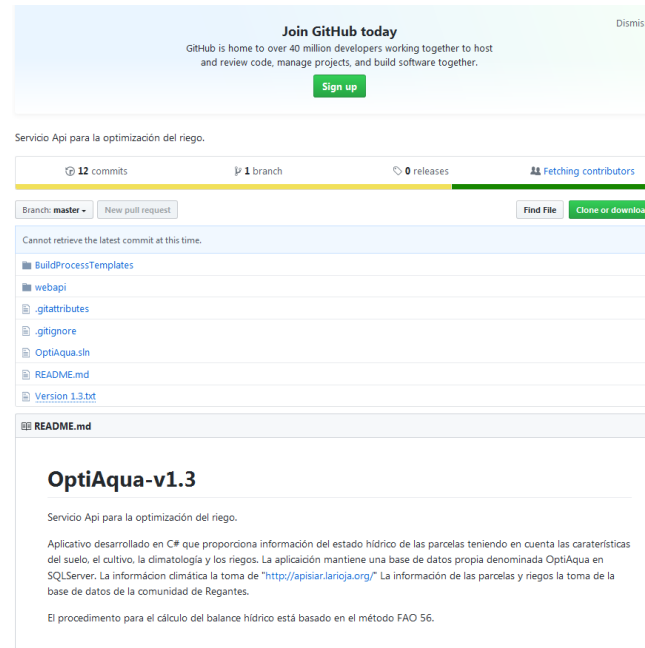 Join GitHub today
Dismis
GitHub is home to over 40 million developers working together to host
and review code, manage projects, and build software together.
Sign up
Servicio Api para la optimización del riego.
12 commits 1 branch 0 releases Fetching contributors
Branch: master New pull request Find File Clone or downloa
Cannot retrieve the latest commit at this time.
BuildProcessTemplates
webapi
.gitattributes
.gitignore
OptiAqua.sln
README.md
Version 1.3.txt
README.md
OptiAqua-v1.3
Servicio Api para la optimización del riego.
Aplicativo desarrollado en C# que proporciona información del estado hídrico de las parcelas teniendo en cuenta las caraterísticas
del suelo, el cultivo, la climatología y los riegos. La aplicaición mantiene una base de datos propia denominada OptiAqua en
SQLServer. La informácion climática la toma de "http://apisiar.larioja.org/" La información de las parcelas y riegos la toma de la
base de datos de la comunidad de Regantes.
El procedimento para el cálculo del balance hídrico está basado en el método FAO 56.